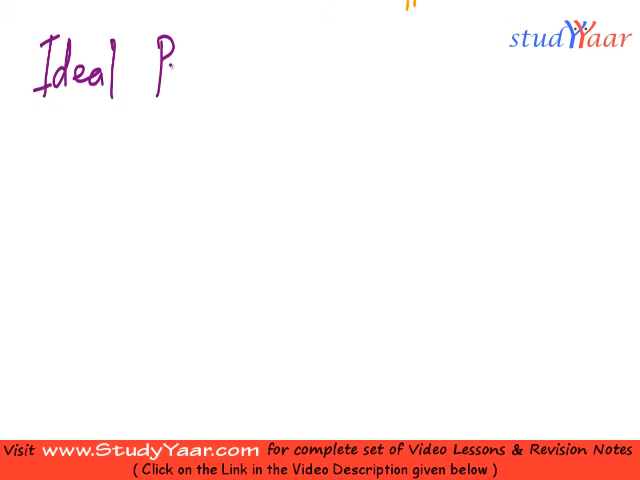 Ideal P
studYYaar
Visit www.StudyYaar.com for complete set of Video Lessons & Revision Notes
( Click on the Link in the Video Description given below )